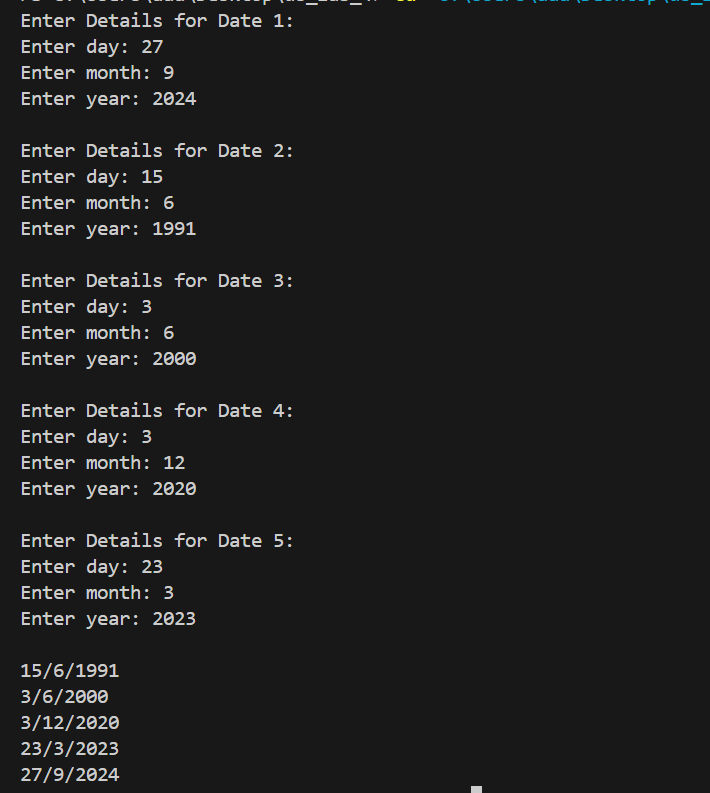 Enter Details for Date 1:
Enter day: 27
Enter month: 9
Enter year: 2024
Enter Details for Date 2:
Enter day: 15
Enter month: 6
Enter year: 1991
Enter Details for Date 3:
Enter day: 3
Enter month: 6
Enter year: 2000
Enter Details for Date 4:
Enter day: 3
Enter month: 12
Enter year: 2020
Enter Details for Date 5:
Enter day: 23
Enter month: 3
Enter year: 2023
15/6/1991
3/6/2000
3/12/2020
23/3/2023
27/9/2024